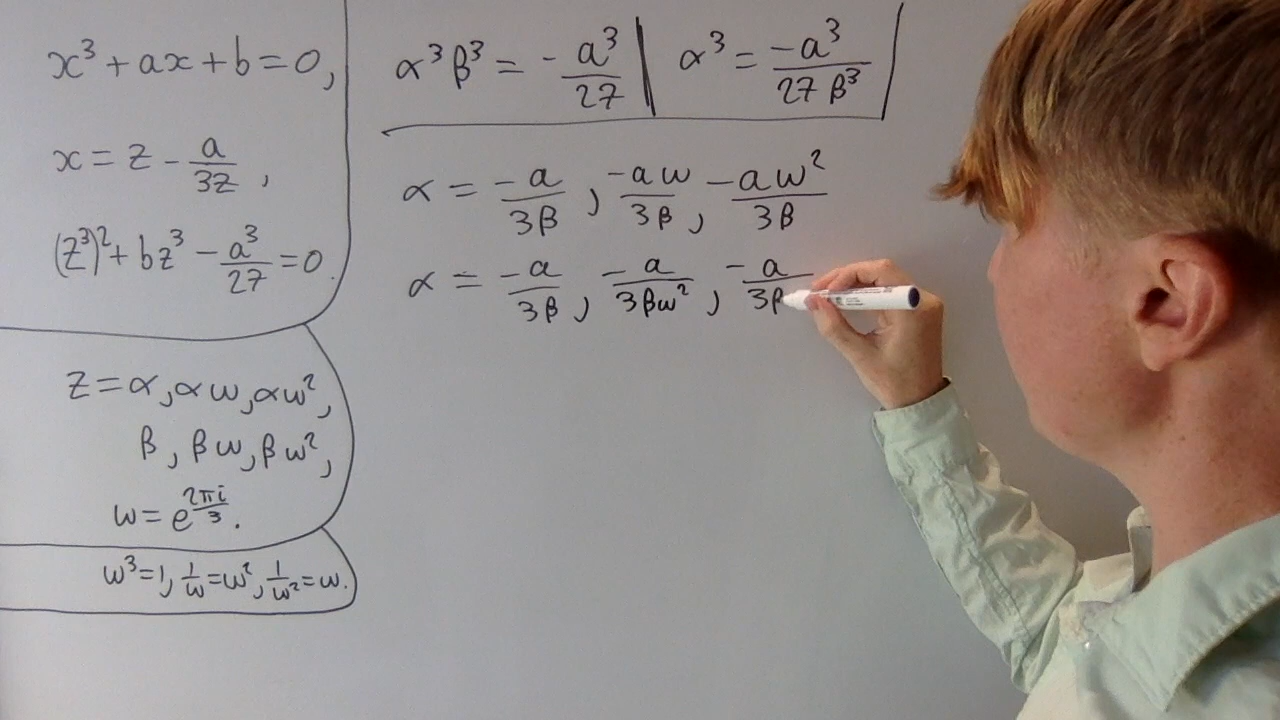 x³ + ax + b = 0,
x = z - a/3z,
(z³)² + bz³ - a³/27 = 0.
z = α, αω, αω²,
β, βω, βω²,
ω = e^(2πi/3).
ω³=1, 1/ω=ω², 1/ω²=ω.
α³β³ = - a³/27 | α³ = -a³/27β³
α = -a/3β, -aω/3β, -aω²/3β
α = -a/3β, -a/3βω², -a/3β